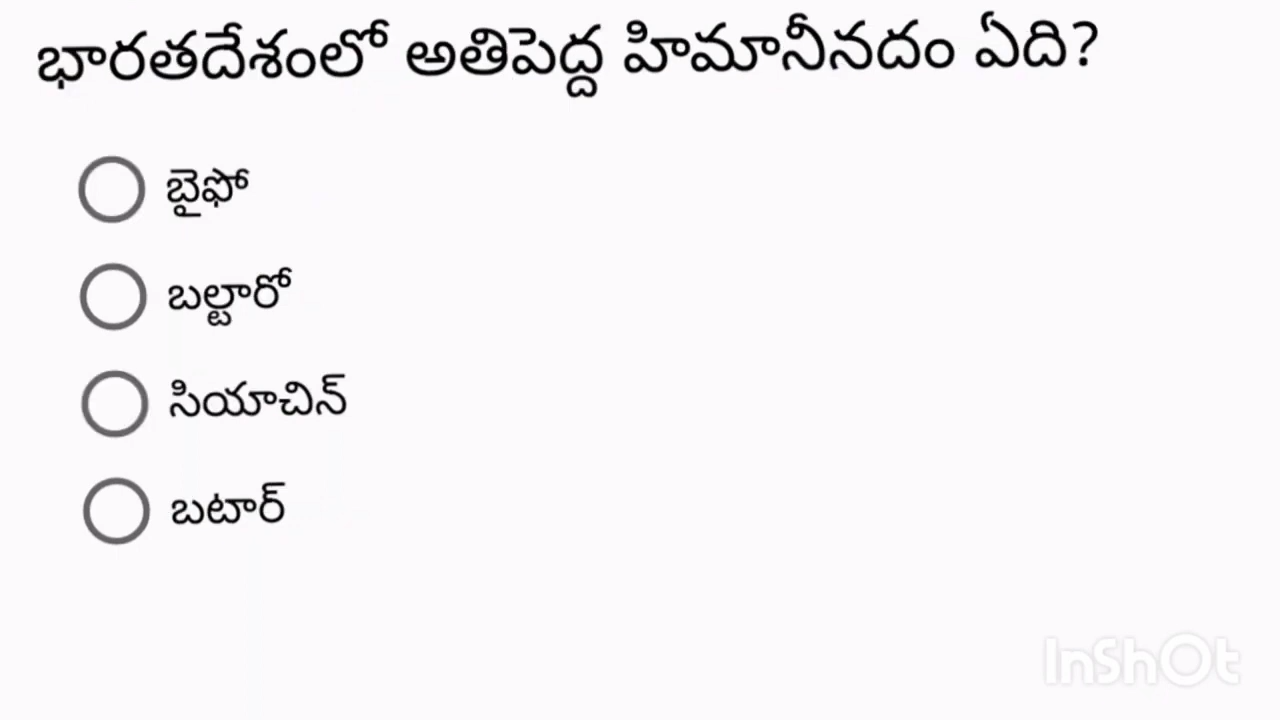 భారతదేశంలో అతిపెద్ద హిమానీనదం ఏది?
బైఫో
బల్టారో
సియాచిన్
బటార్
InShOt